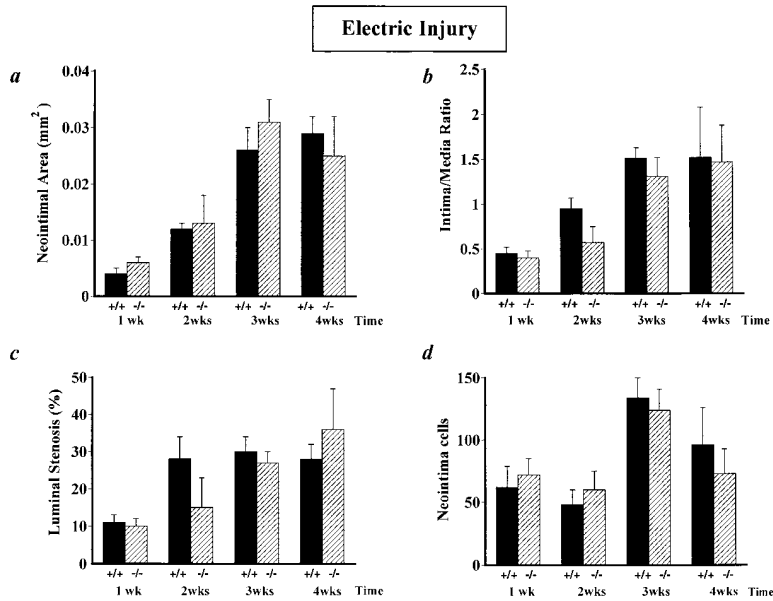 Electric Injury
a
Neointimal Area (mm²)
0.04
0.03
0.02
0.01
0
+/+ -/- +/+ -/- +/+ -/- +/+ -/-
1 wk 2wks 3wks 4wks Time
b
Intima/Media Ratio
2.5
2
1.5
1
0.5
0
+/+ -/- +/+ -/- +/+ -/- +/+ -/-
1 wk 2wks 3wks 4wks Time
c
Luminal Stenosis (%)
50
40
30
20
10
0
+/+ -/- +/+ -/- +/+ -/- +/+ -/-
1 wk 2wks 3wks 4wks Time
d
Neointima cells
150
100
50
0
+/+ -/- +/+ -/- +/+ -/- +/+ -/-
1 wk 2wks 3wks 4wks Time